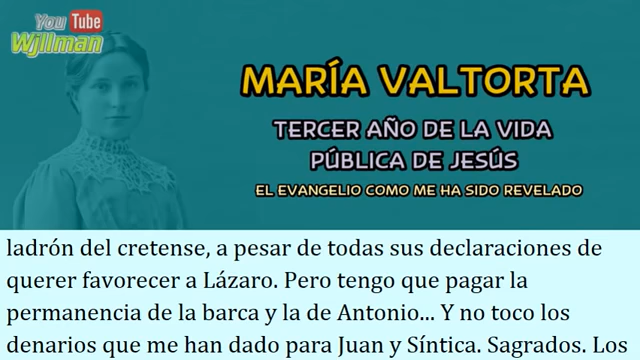 You Tube
Wjllman
MARÍA VALTORTA
TERCER AÑO DE LA VIDA
PÚBLICA DE JESÚS
EL EVANGELIO COMO ME HA SIDO REVELADO
ladrón del cretense, a pesar de todas sus declaraciones de
querer favorecer a Lázaro. Pero tengo que pagar la
permanencia de la barca y la de Antonio... Y no toco los
denarios que me han dado para Juan y Síntica. Sagrados. Los